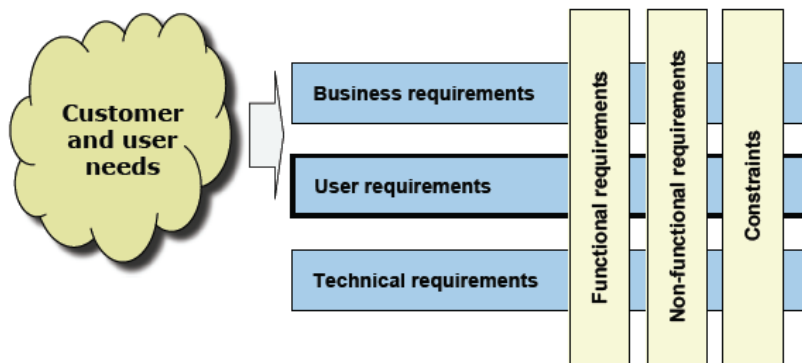 Customer
and user
needs
Business requirements
User requirements
Technical requirements
Functional requirements
Non-functional requirements
Constraints